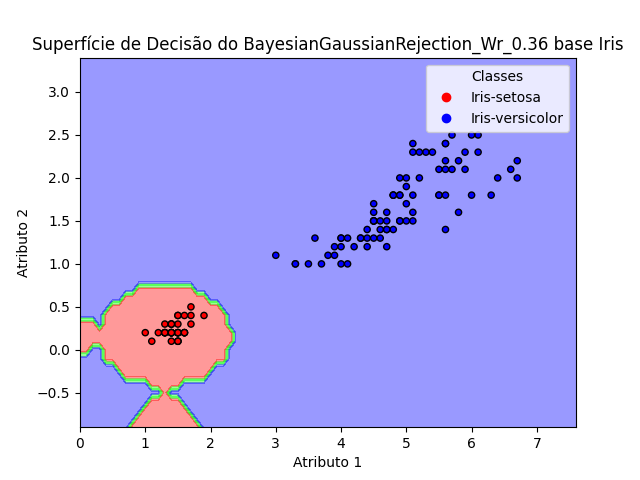 Superfície de Decisão do BayesianGaussianRejection_Wr_0.36 base Iris
Classes
Iris-setosa
Iris-versicolor
3.0
2.5
2.0
1.5
1.0
0.5
0.0
−0.5
Atributo 2
0 1 2 3 4 5 6 7
Atributo 1